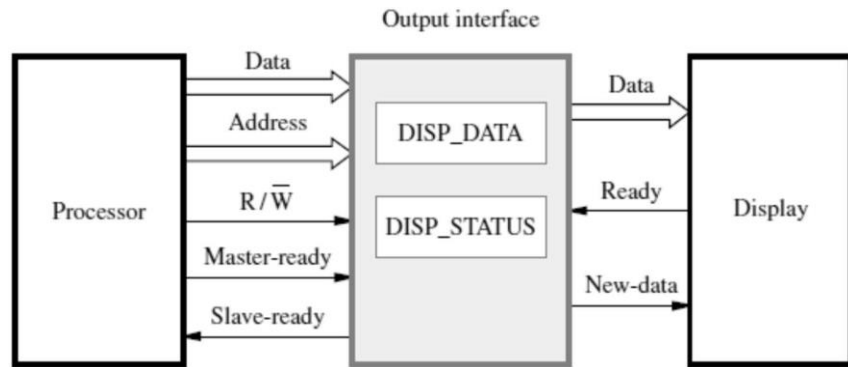 Output interface
Data
Address
R / W̅
Master-ready
Slave-ready
Processor
DISP_DATA
DISP_STATUS
Data
Ready
New-data
Display